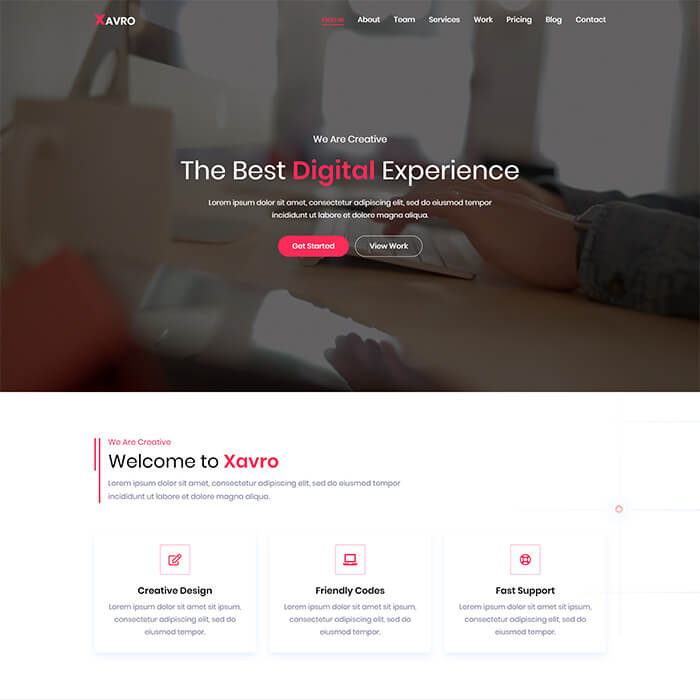 XAVRO
Home About Team Services Work Pricing Blog Contact
We Are Creative
The Best Digital Experience
Lorem ipsum dolor sit amet, consectetur adipiscing elit, sed do eiusmod tempor
incididunt ut labore et dolore magna aliqua.
Get Started View Work
We Are Creative
Welcome to Xavro
Lorem ipsum dolor sit amet, consectetur adipiscing elit, sed do eiusmod tempor
incididunt ut labore et dolore magna aliqua.
Creative Design
Lorem ipsum dolor sit amet sit ipsum,
consectetur adipiscing elit, sed do
eiusmod tempor.
Friendly Codes
Lorem ipsum dolor sit amet sit ipsum,
consectetur adipiscing elit, sed do
eiusmod tempor.
Fast Support
Lorem ipsum dolor sit amet sit ipsum,
consectetur adipiscing elit, sed do
eiusmod tempor.